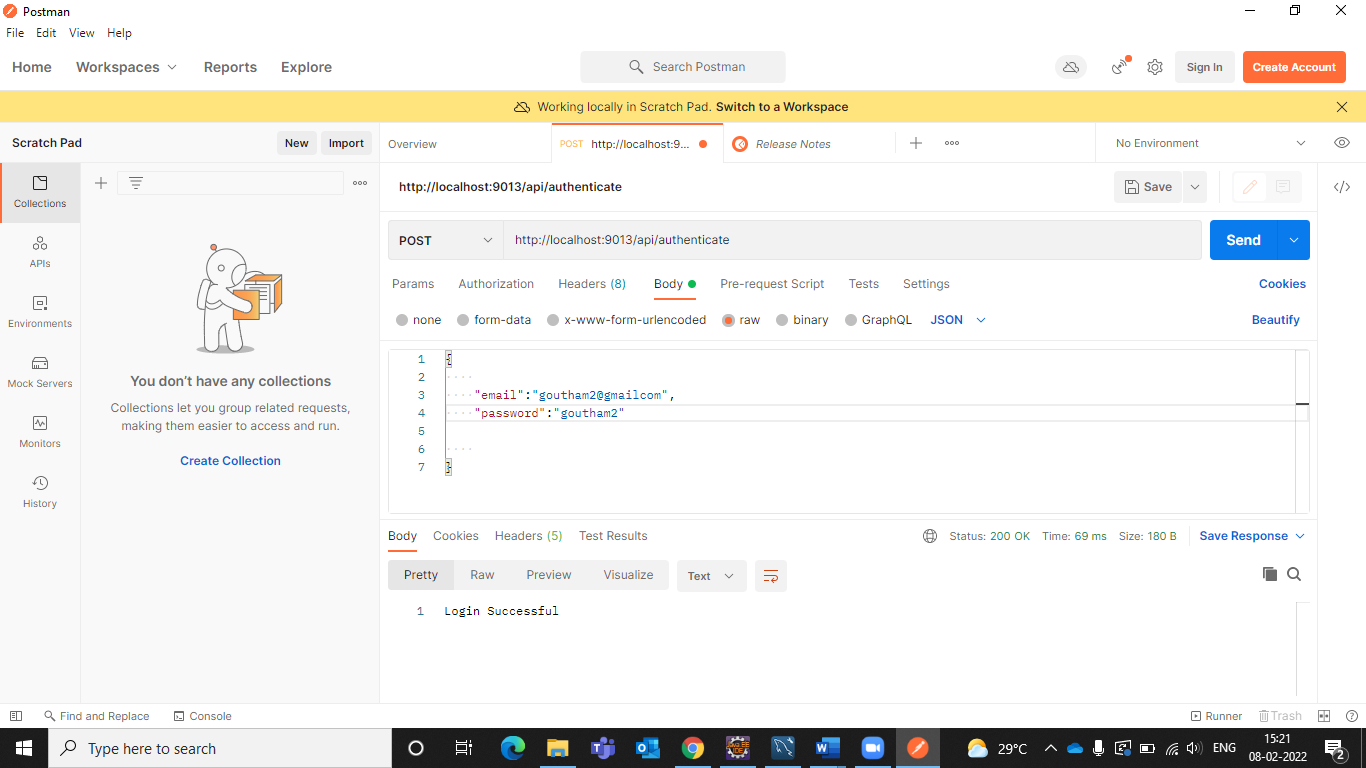 Postman
File Edit View Help
Home Workspaces Reports Explore Search Postman Sign In Create Account
Working locally in Scratch Pad. Switch to a Workspace
Scratch Pad New Import Overview POST http://localhost:9... Release Notes No Environment
http://localhost:9013/api/authenticate Save
Collections
APIs
Environments
Mock Servers
Monitors
History
You don't have any collections
Collections let you group related requests,
making them easier to access and run.
Create Collection
POST http://localhost:9013/api/authenticate Send
Params Authorization Headers (8) Body Pre-request Script Tests Settings Cookies
none form-data x-www-form-urlencoded raw binary GraphQL JSON Beautify
1 {
2
3 "email":"goutham2@gmailcom",
4 "password":"goutham2"
5
6
7 }
Body Cookies Headers (5) Test Results Status: 200 OK Time: 69 ms Size: 180 B Save Response
Pretty Raw Preview Visualize Text
1 Login Successful
Find and Replace Console Runner Trash
Type here to search 29°C ENG 15:21
08-02-2022 2